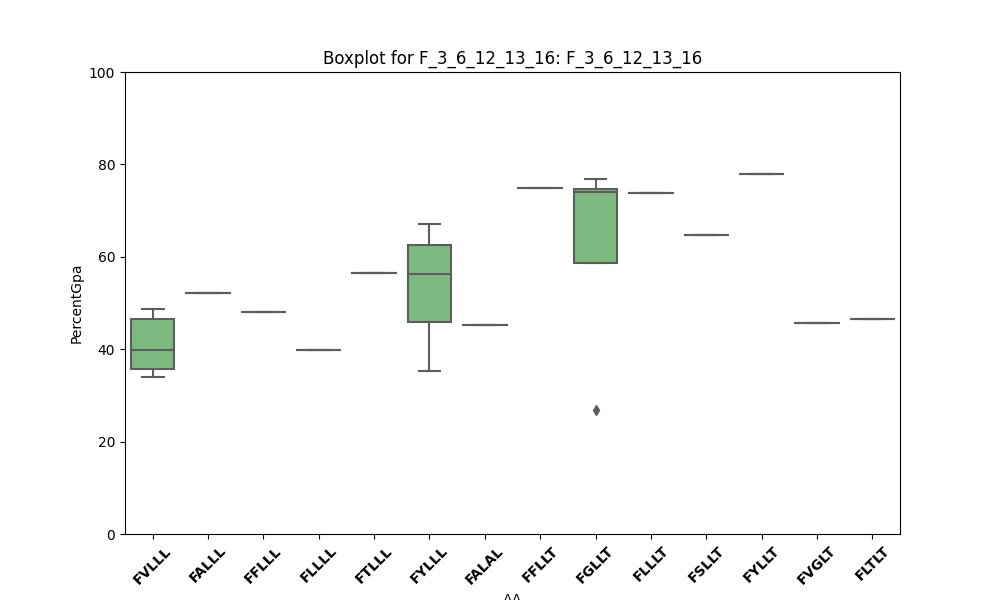 Boxplot for F_3_6_12_13_16: F_3_6_12_13_16
100
80
60
40
20
0
PercentGpa
FVLLL
FALLL
FFLLL
FLLLL
FTLLL
FYLLL
FALAL
FFLLT
FGLLT
FLLLT
FSLLT
FYLLT
FVGLT
FLTLT
AA